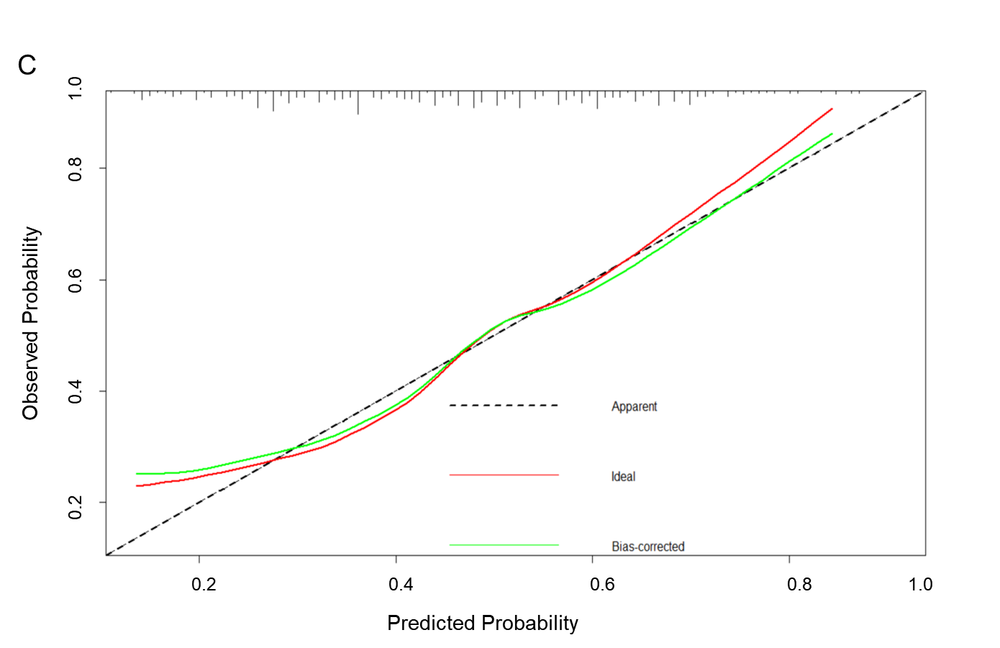 C
1.0
0.8
0.6
0.4
0.2
Observed Probability
Apparent
Ideal
Bias-corrected
0.2
0.4
0.6
0.8
1.0
Predicted Probability